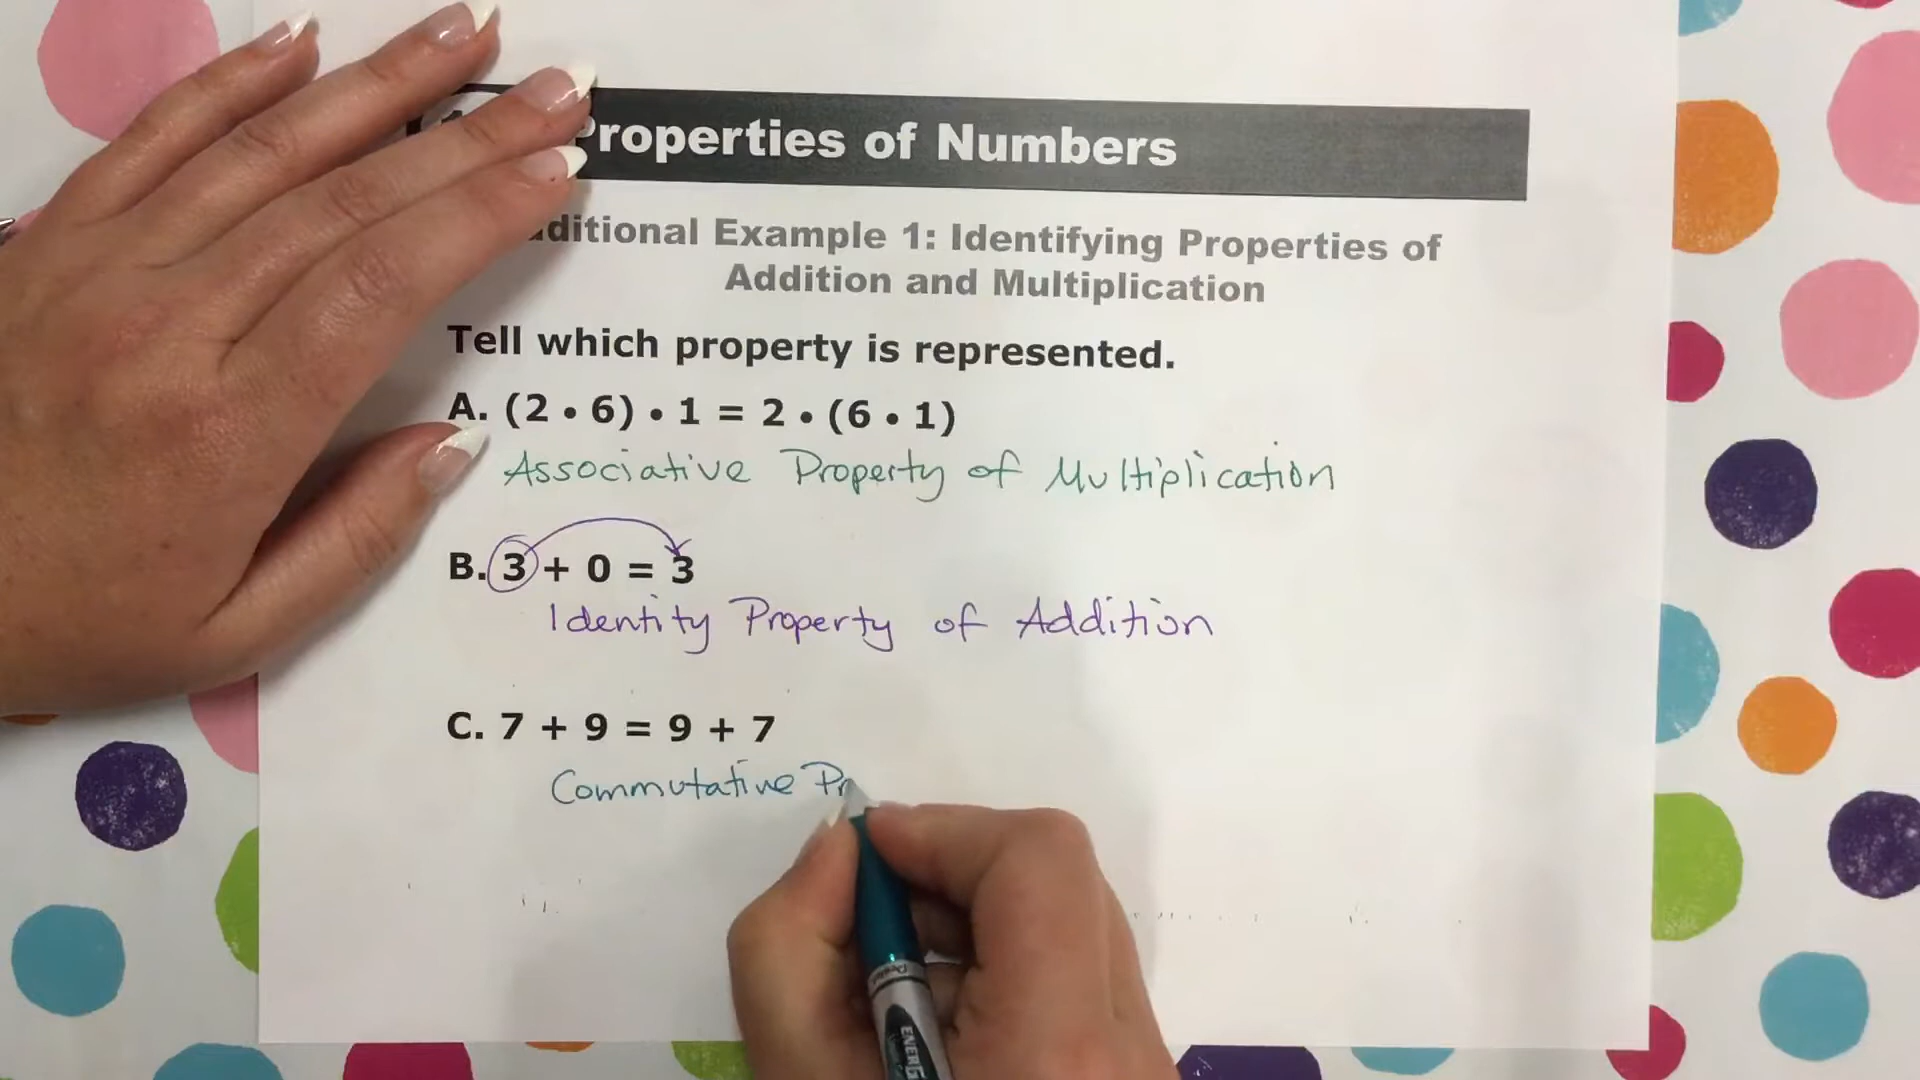 Properties of Numbers
Additional Example 1: Identifying Properties of
Addition and Multiplication
Tell which property is represented.
A. (2 • 6) • 1 = 2 • (6 • 1)
Associative Property of Multiplication
B. 3 + 0 = 3
Identity Property of Addition
C. 7 + 9 = 9 + 7
Commutative Pr